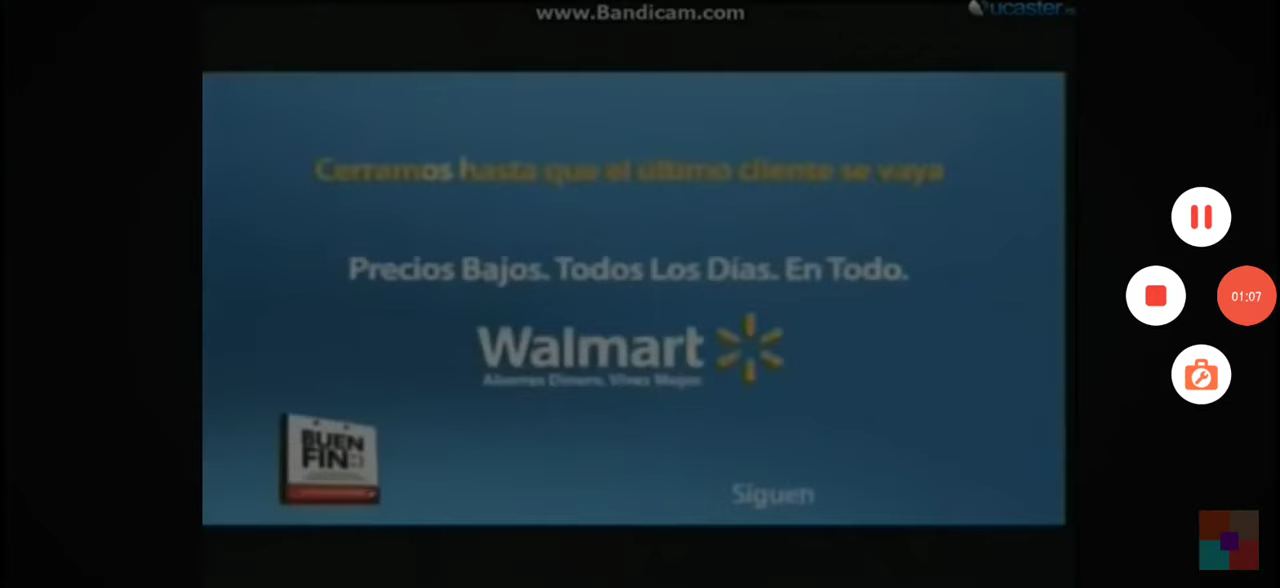 www.Bandicam.com
ucaster
Cerramos hasta que el último cliente se vaya
Precios Bajos. Todos Los Días. En Todo.
Walmart
Ahorras Dinero. Vives Mejor.
BUEN
FIN
Síguen
01:07